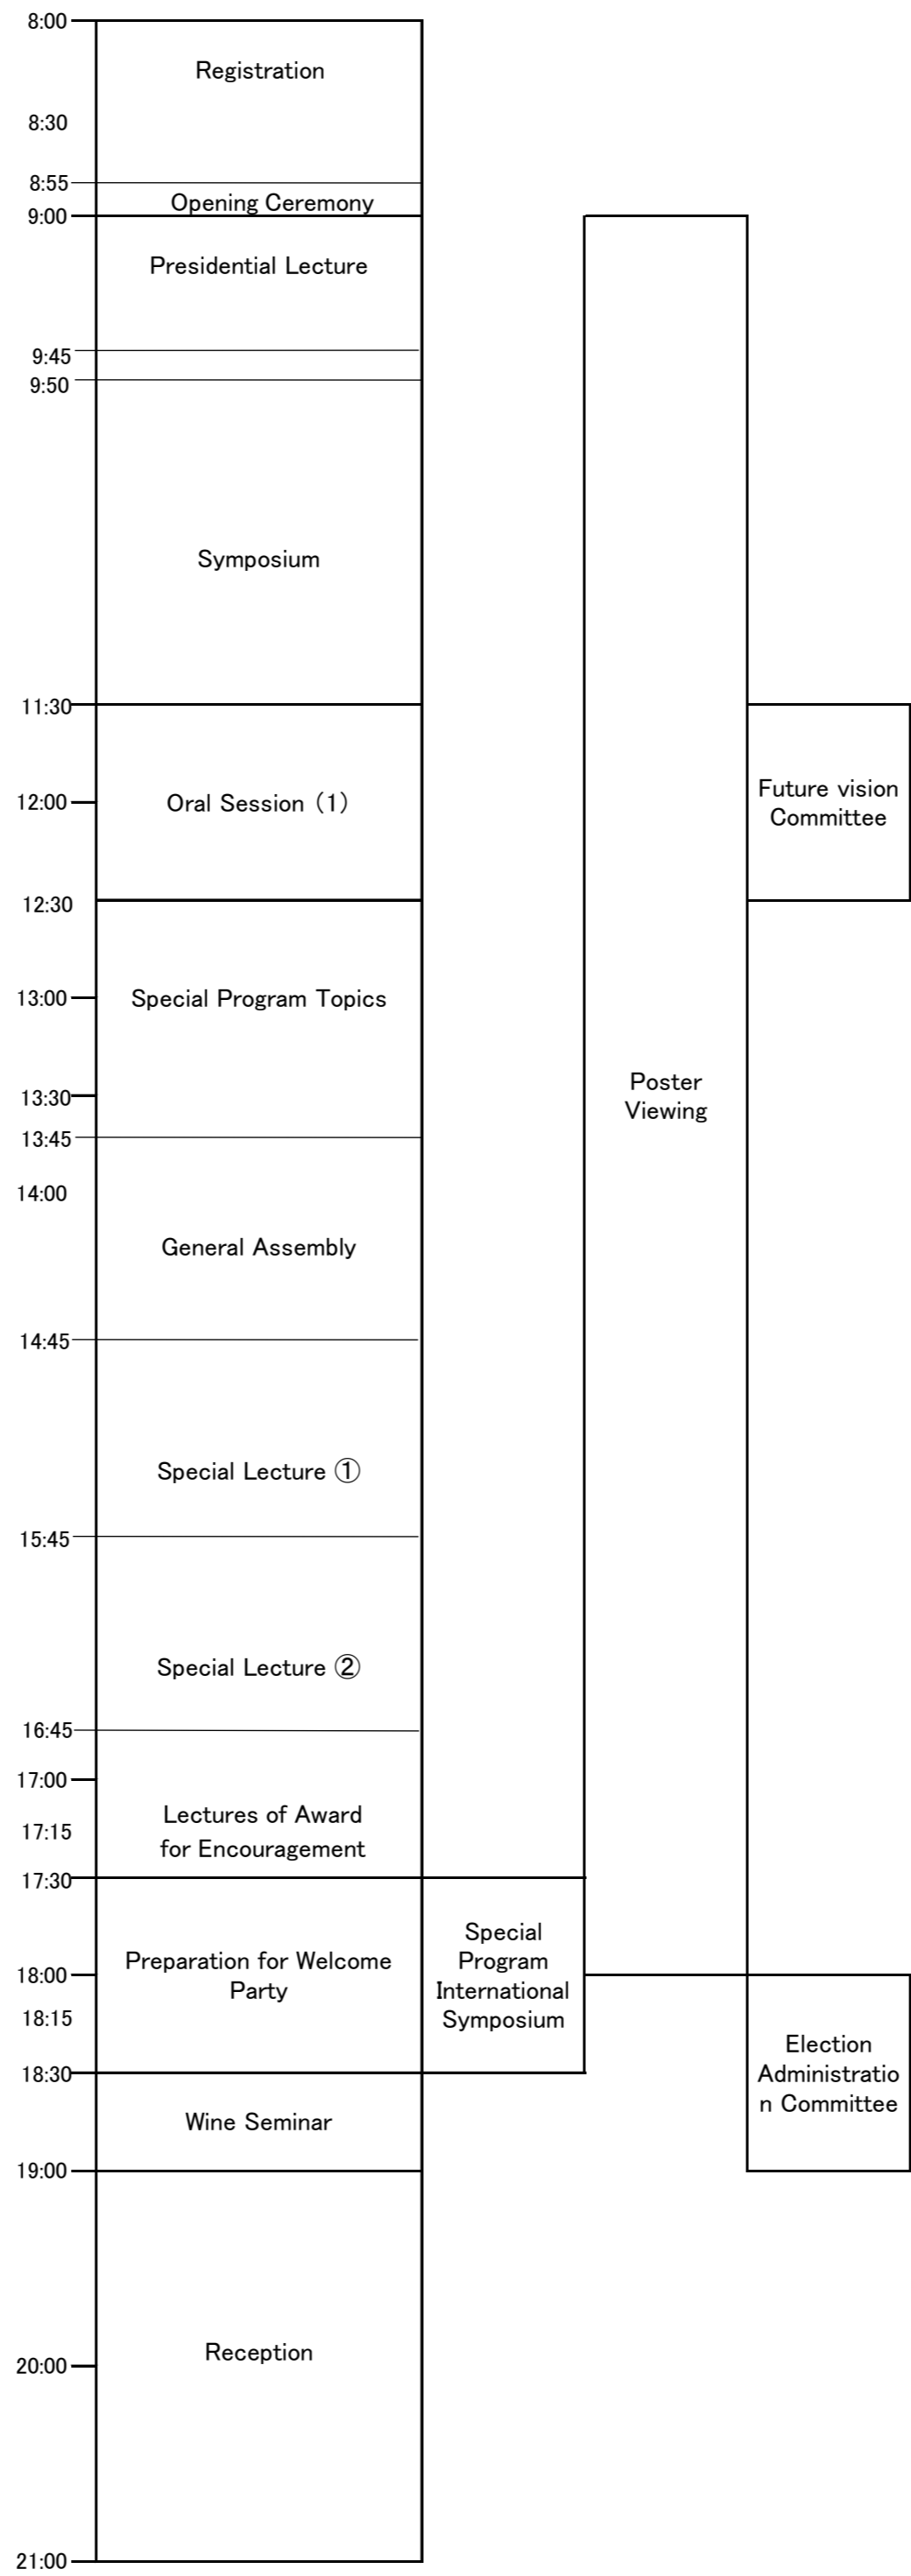 8:00
Registration
8:30
8:55
Opening Ceremony
9:00
Presidential Lecture
9:45
9:50
Symposium
11:30
Future vision
Committee
12:00
Oral Session（1）
12:30
13:00
Special Program Topics
Poster
Viewing
13:30
13:45
14:00
General Assembly
14:45
Special Lecture ①
15:45
Special Lecture ②
16:45
17:00
Lectures of Award
for Encouragement
17:15
17:30
Special
Program
International
Symposium
Preparation for Welcome
Party
18:00
18:15
Election
Administratio
n Committee
18:30
Wine Seminar
19:00
Reception
20:00
21:00